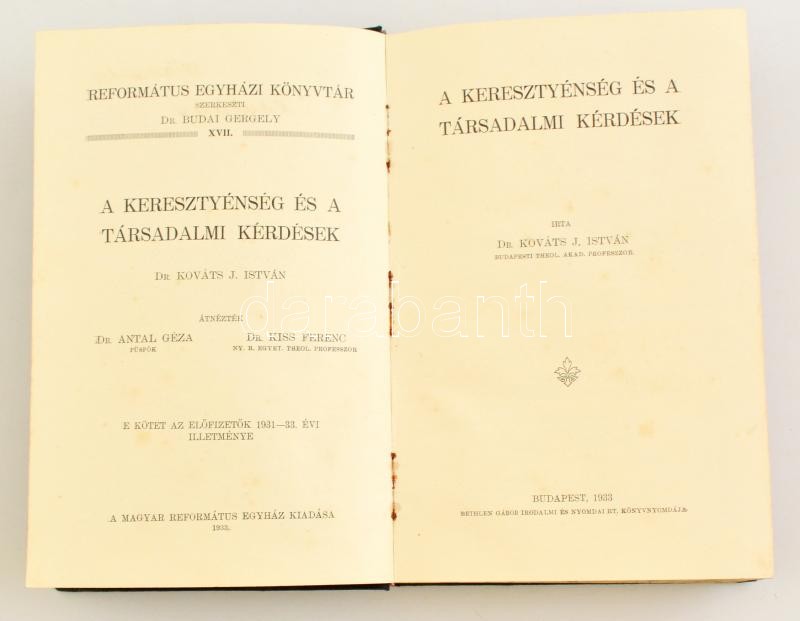 REFORMÁTUS EGYHÁZI KÖNYVTÁR
SZERKESZTI
DR. BUDAI GERGELY
XVII.
A KERESZTYÉNSÉG ÉS A
TÁRSADALMI KÉRDÉSEK
DR. KOVÁTS J. ISTVÁN
ÁTNÉZTÉK
DR. ANTAL GÉZA DR. KISS FERENC
PÜSPÖK NY. R. EGYET. THEOL. PROFESSZOR
E KÖTET AZ ELŐFIZETŐK 1931—33. ÉVI
ILLETMÉNYE
A MAGYAR REFORMÁTUS EGYHÁZ KIADÁSA
1933.
A KERESZTYÉNSÉG ÉS A
TÁRSADALMI KÉRDÉSEK
IRTA
DR. KOVÁTS J. ISTVÁN
BUDAPESTI THEOL. AKAD. PROFESSZOR.
BUDAPEST, 1933
BETHLEN GÁBOR IRODALMI ÉS NYOMDAI RT. KÖNYVNYOMDÁJA.
darabanth